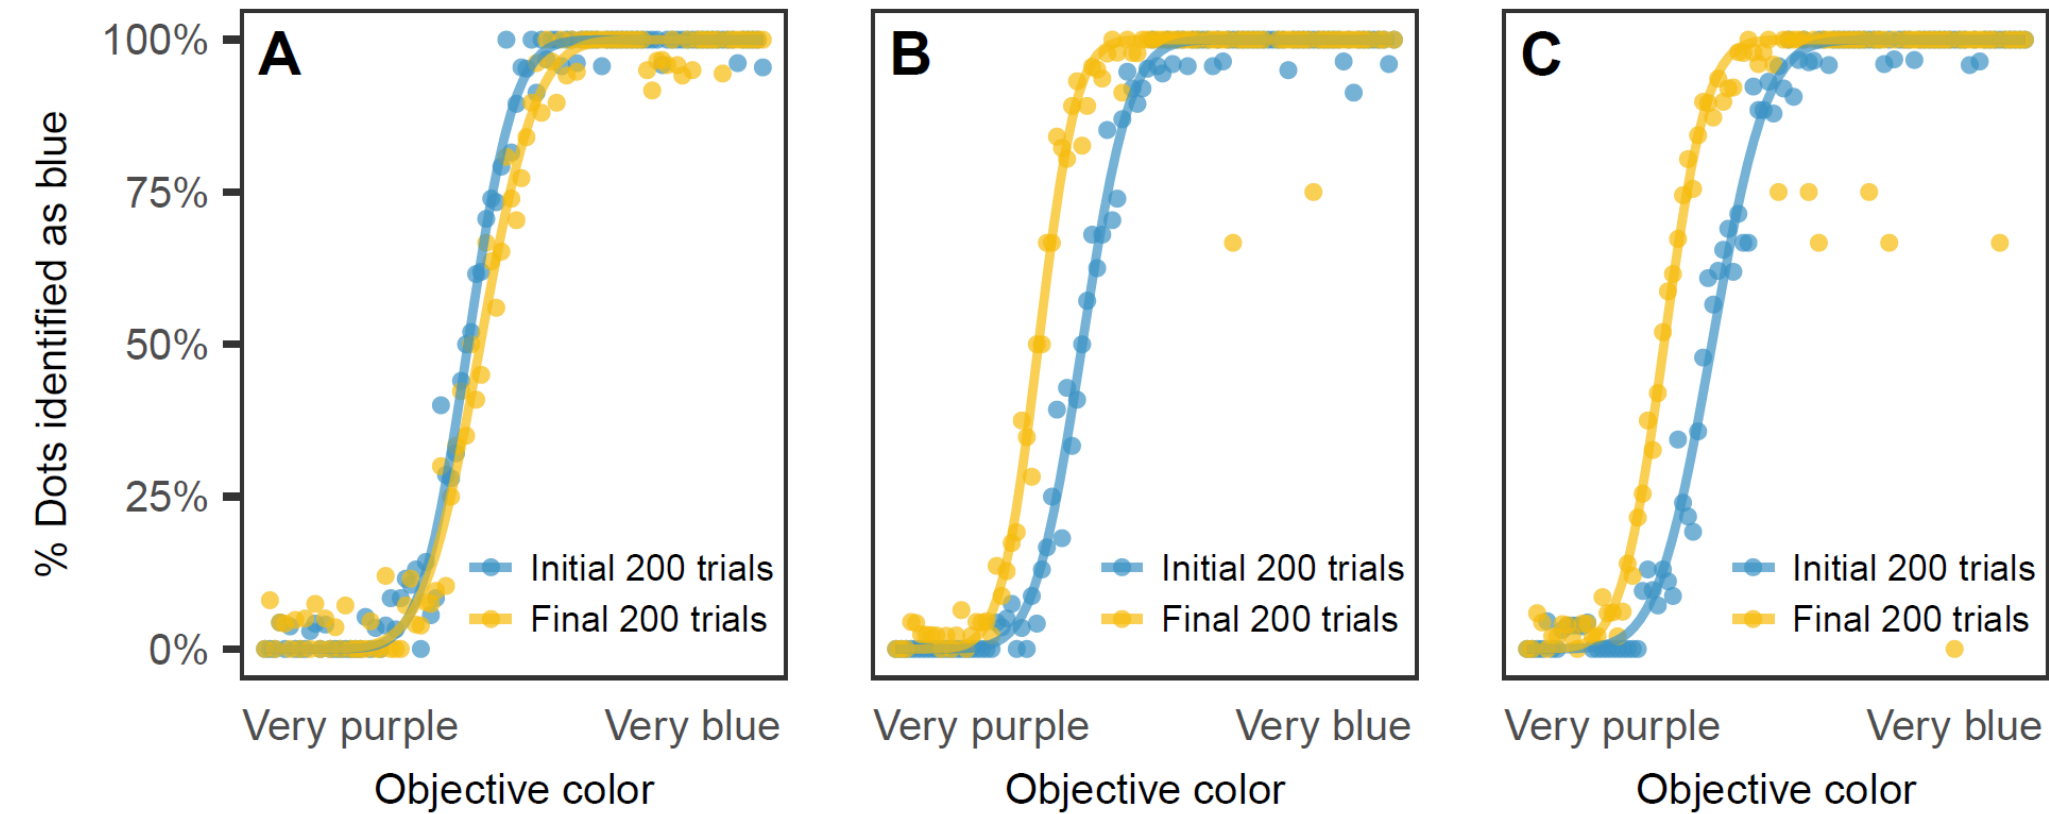 % Dots identified as blue
100%
75%
50%
25%
0%
A
Initial 200 trials
Final 200 trials
Very purple
Very blue
Objective color
B
Initial 200 trials
Final 200 trials
Very purple
Very blue
Objective color
C
Initial 200 trials
Final 200 trials
Very purple
Very blue
Objective color